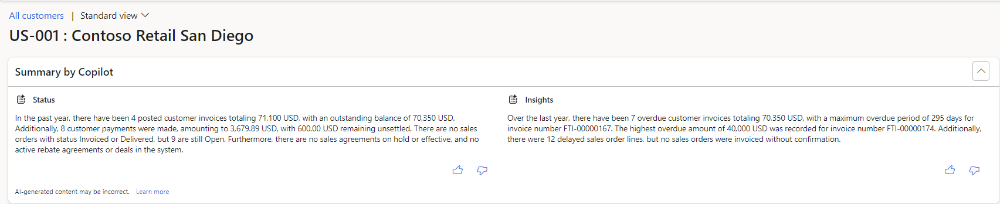 All customers | Standard view
US-001 : Contoso Retail San Diego
Summary by Copilot
Status
In the past year, there have been 4 posted customer invoices totaling 71,100 USD, with an outstanding balance of 70,350 USD.
Additionally, 8 customer payments were made, amounting to 3,679.89 USD, with 600.00 USD remaining unsettled. There are no sales
orders with status Invoiced or Delivered, but 9 are still Open. Furthermore, there are no sales agreements on hold or effective, and no
active rebate agreements or deals in the system.
Insights
Over the last year, there have been 7 overdue customer invoices totaling 70,350 USD, with a maximum overdue period of 295 days for
invoice number FTI-00000167. The highest overdue amount of 40,000 USD was recorded for invoice number FTI-00000174. Additionally,
there were 12 delayed sales order lines, but no sales orders were invoiced without confirmation.
AI-generated content may be incorrect. Learn more